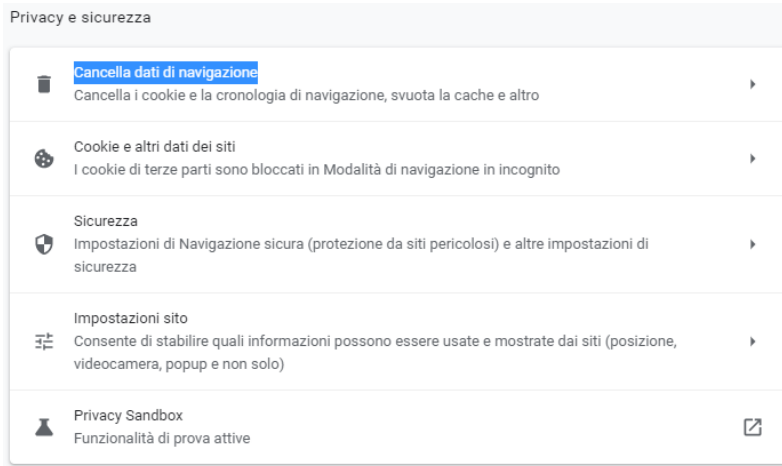 Privacy e sicurezza
Cancella dati di navigazione
Cancella i cookie e la cronologia di navigazione, svuota la cache e altro
Cookie e altri dati dei siti
I cookie di terze parti sono bloccati in Modalità di navigazione in incognito
Sicurezza
Impostazioni di Navigazione sicura (protezione da siti pericolosi) e altre impostazioni di
sicurezza
Impostazioni sito
Consente di stabilire quali informazioni possono essere usate e mostrate dai siti (posizione,
videocamera, popup e non solo)
Privacy Sandbox
Funzionalità di prova attive